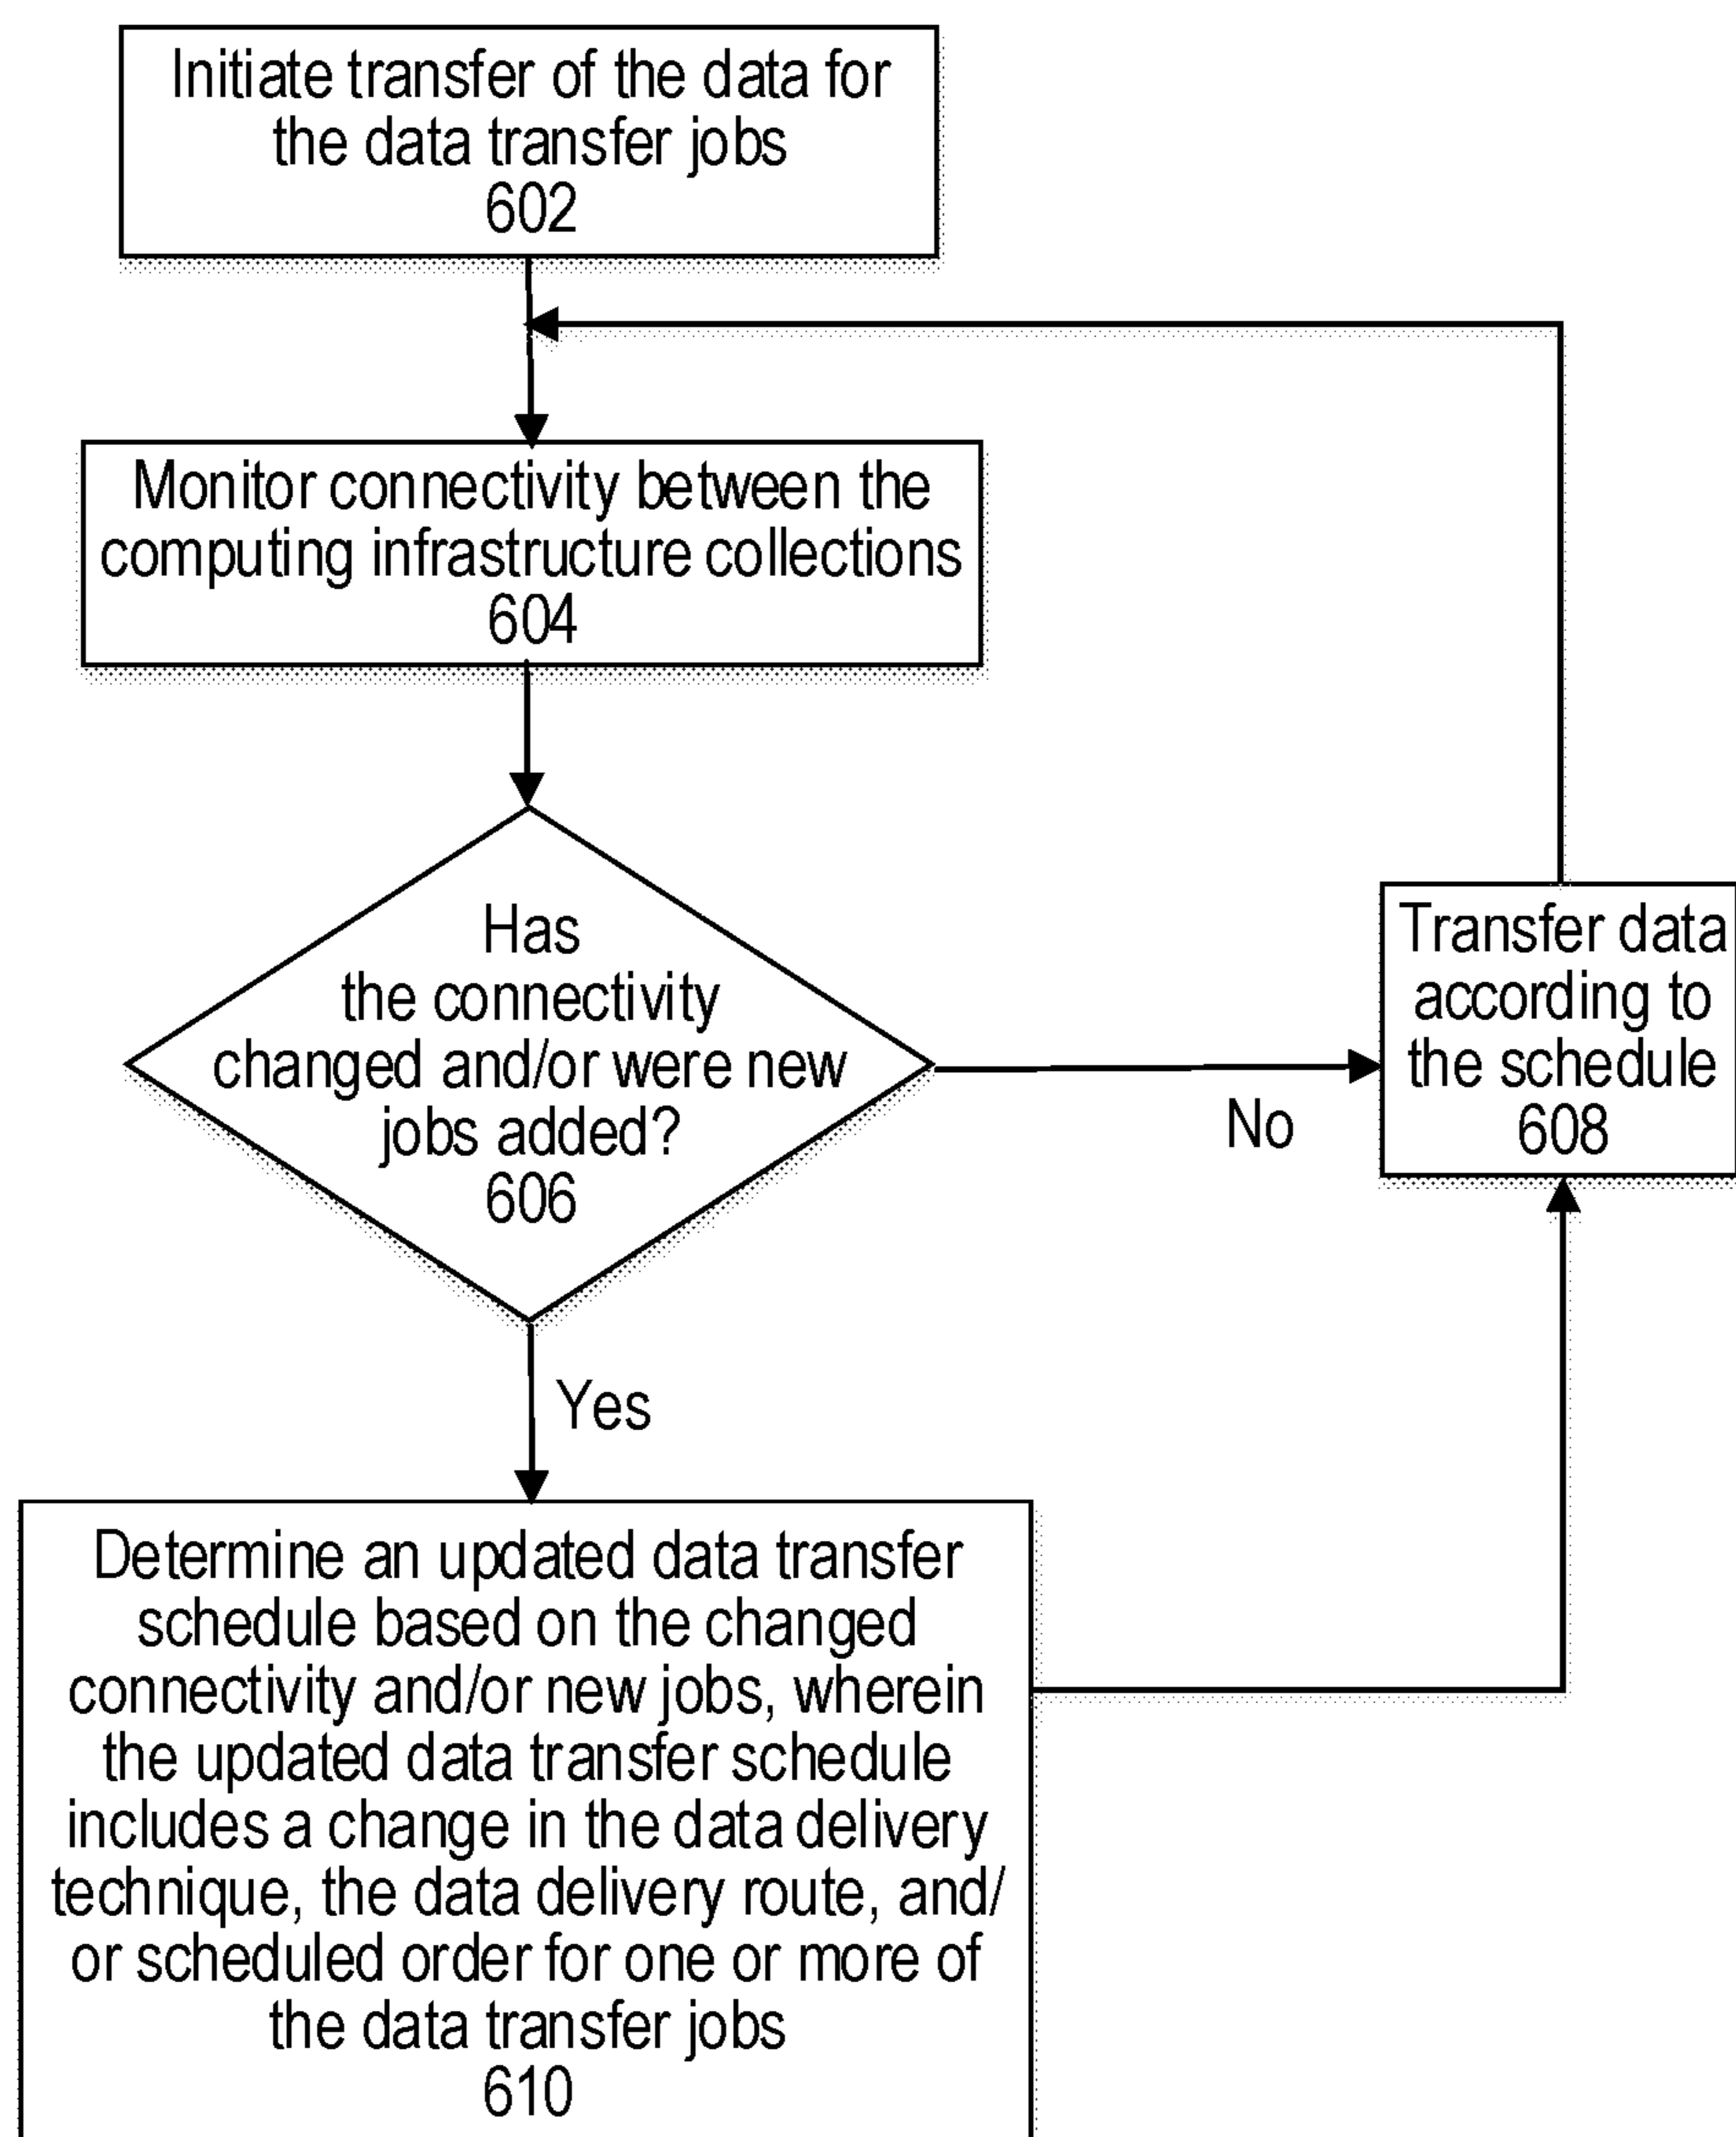 Initiate transfer of the data for
the data transfer jobs
602
Monitor connectivity between the
computing infrastructure collections
604
Has
the connectivity
changed and/or were new
jobs added?
606
No
Transfer data
according to
the schedule
608
Yes
Determine an updated data transfer
schedule based on the changed
connectivity and/or new jobs, wherein
the updated data transfer schedule
includes a change in the data delivery
technique, the data delivery route, and/
or scheduled order for one or more of
the data transfer jobs
610